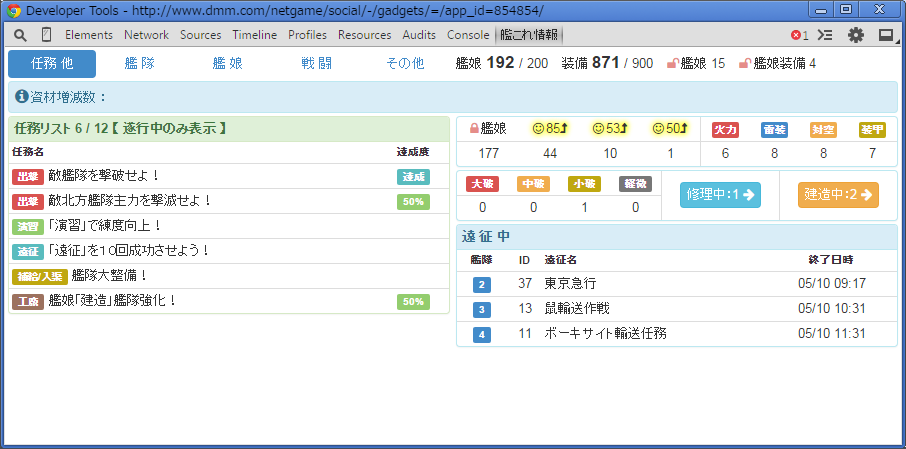 Developer Tools - http://www.dmm.com/netgame/social/-/gadgets/=/app_id=854854/
Elements Network Sources Timeline Profiles Resources Audits Console 艦これ情報 1
任務 他 艦 隊 艦 娘 戦 闘 その他 艦娘 192 / 200 装備 871 / 900 艦娘 15 艦娘装備 4
資材増減数：
任務リスト 6 / 12【 遂行中のみ表示 】
任務名 達成度
出撃 敵艦隊を撃破せよ！ 達成
出撃 敵北方艦隊主力を撃滅せよ！ 50%
演習 「演習」で練度向上！
遠征 「遠征」を10回成功させよう！
補給/入渠 艦隊大整備！
工廠 艦娘「建造」艦隊強化！ 50%
艦娘 85 53 50 火力 雷装 対空 装甲
177 44 10 1 6 8 8 7
大破 中破 小破 軽微 修理中:1 建造中:2
0 0 1 0
遠 征 中
艦隊 ID 遠征名 終了日時
2 37 東京急行 05/10 09:17
3 13 鼠輸送作戦 05/10 10:31
4 11 ボーキサイト輸送任務 05/10 11:31